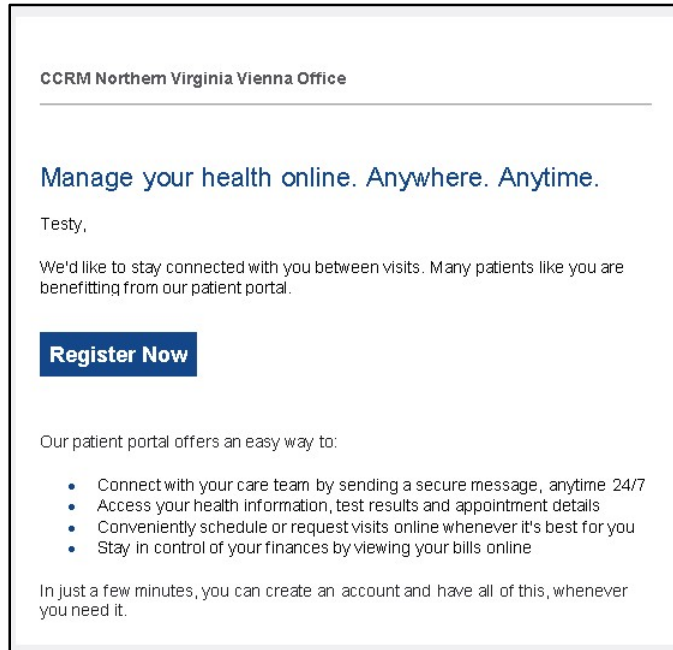 CCRM Northern Virginia Vienna Office
Manage your health online. Anywhere. Anytime.
Testy,
We'd like to stay connected with you between visits. Many patients like you are
benefitting from our patient portal.
Register Now
Our patient portal offers an easy way to:
• Connect with your care team by sending a secure message, anytime 24/7
• Access your health information, test results and appointment details
• Conveniently schedule or request visits online whenever it's best for you
• Stay in control of your finances by viewing your bills online
In just a few minutes, you can create an account and have all of this, whenever
you need it.